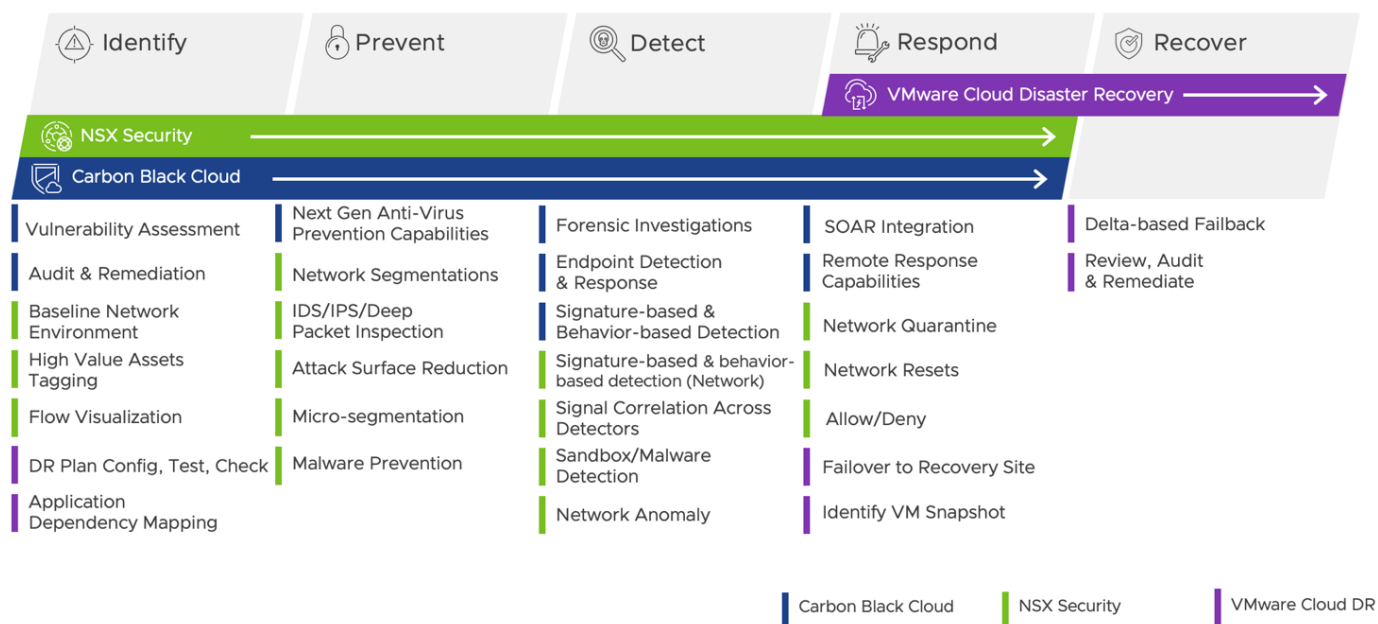 Identify
Prevent
Detect
Respond
Recover
VMware Cloud Disaster Recovery
NSX Security
Carbon Black Cloud
Vulnerability Assessment
Audit & Remediation
Baseline Network
Environment
High Value Assets
Tagging
Flow Visualization
DR Plan Config, Test, Check
Application
Dependency Mapping
Next Gen Anti-Virus
Prevention Capabilities
Network Segmentations
IDS/IPS/Deep
Packet Inspection
Attack Surface Reduction
Micro-segmentation
Malware Prevention
Forensic Investigations
Endpoint Detection
& Response
Signature-based &
Behavior-based Detection
Signature-based & behavior-
based detection (Network)
Signal Correlation Across
Detectors
Sandbox/Malware
Detection
Network Anomaly
SOAR Integration
Remote Response
Capabilities
Network Quarantine
Network Resets
Allow/Deny
Failover to Recovery Site
Identify VM Snapshot
Delta-based Failback
Review, Audit
& Remediate
Carbon Black Cloud
NSX Security
VMware Cloud DR